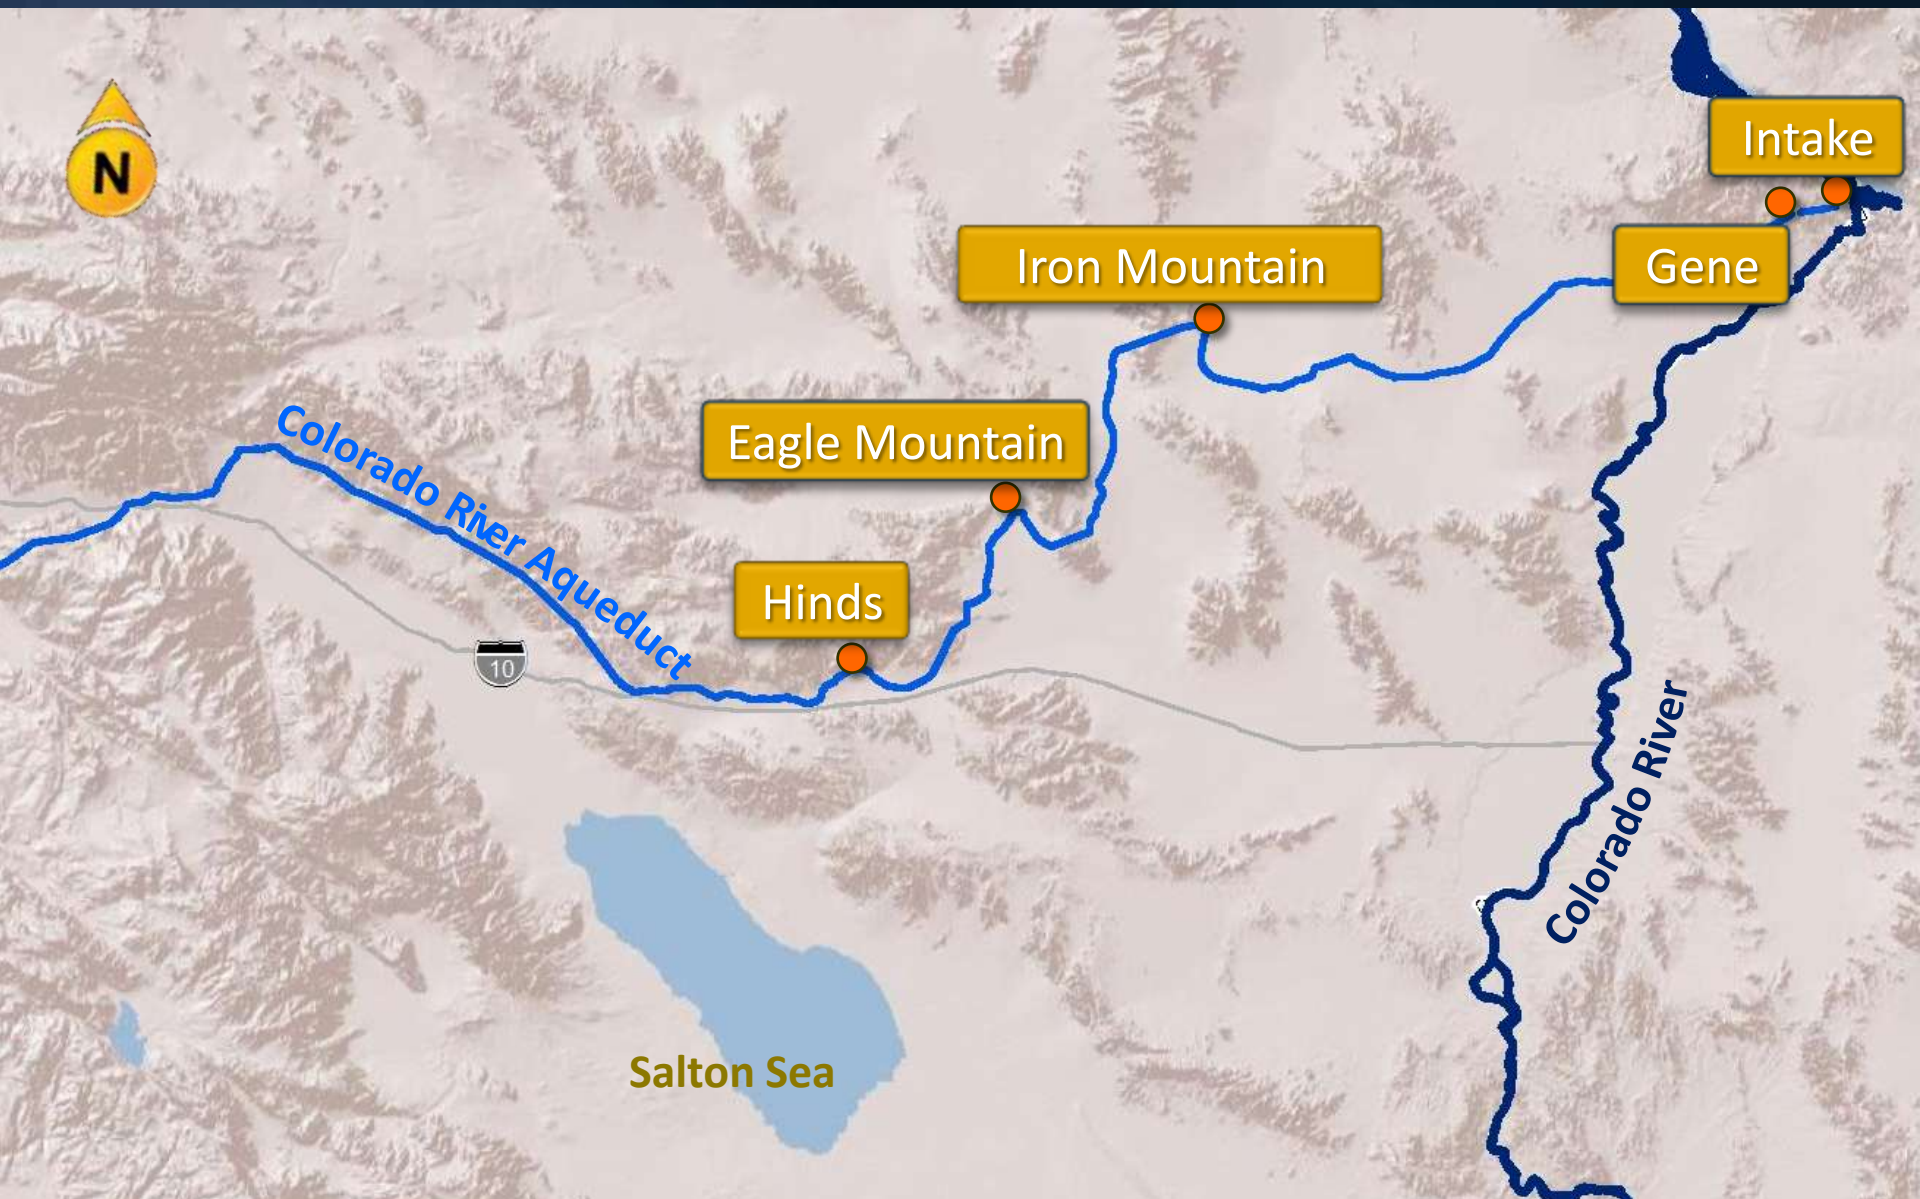 N
Intake
Gene
Iron Mountain
Eagle Mountain
Hinds
Colorado River Aqueduct
10
Colorado River
Salton Sea